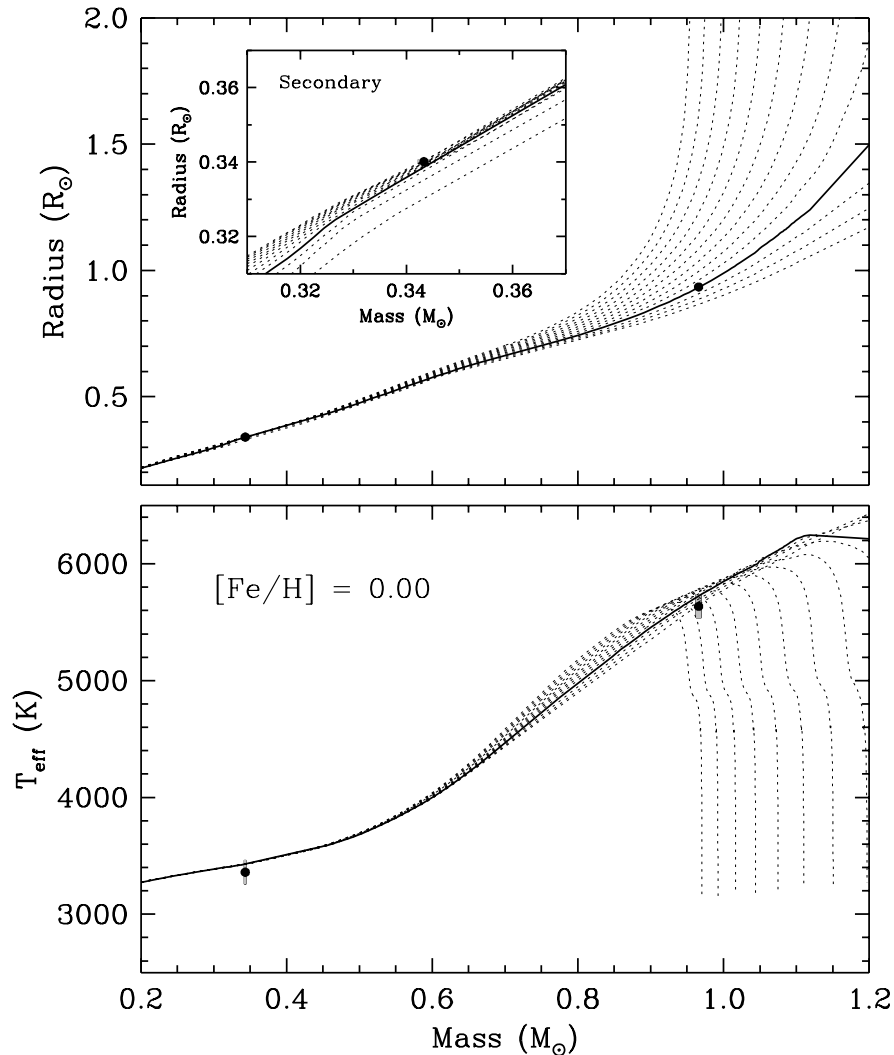 2.0
1.5
1.0
0.5
Radius (R☉)
Secondary
0.36
0.34
0.32
Radius (R☉)
0.32
0.34
0.36
Mass (M☉)
[Fe/H] = 0.00
6000
5000
4000
3000
Teff (K)
0.2
0.4
0.6
0.8
1.0
1.2
Mass (M☉)